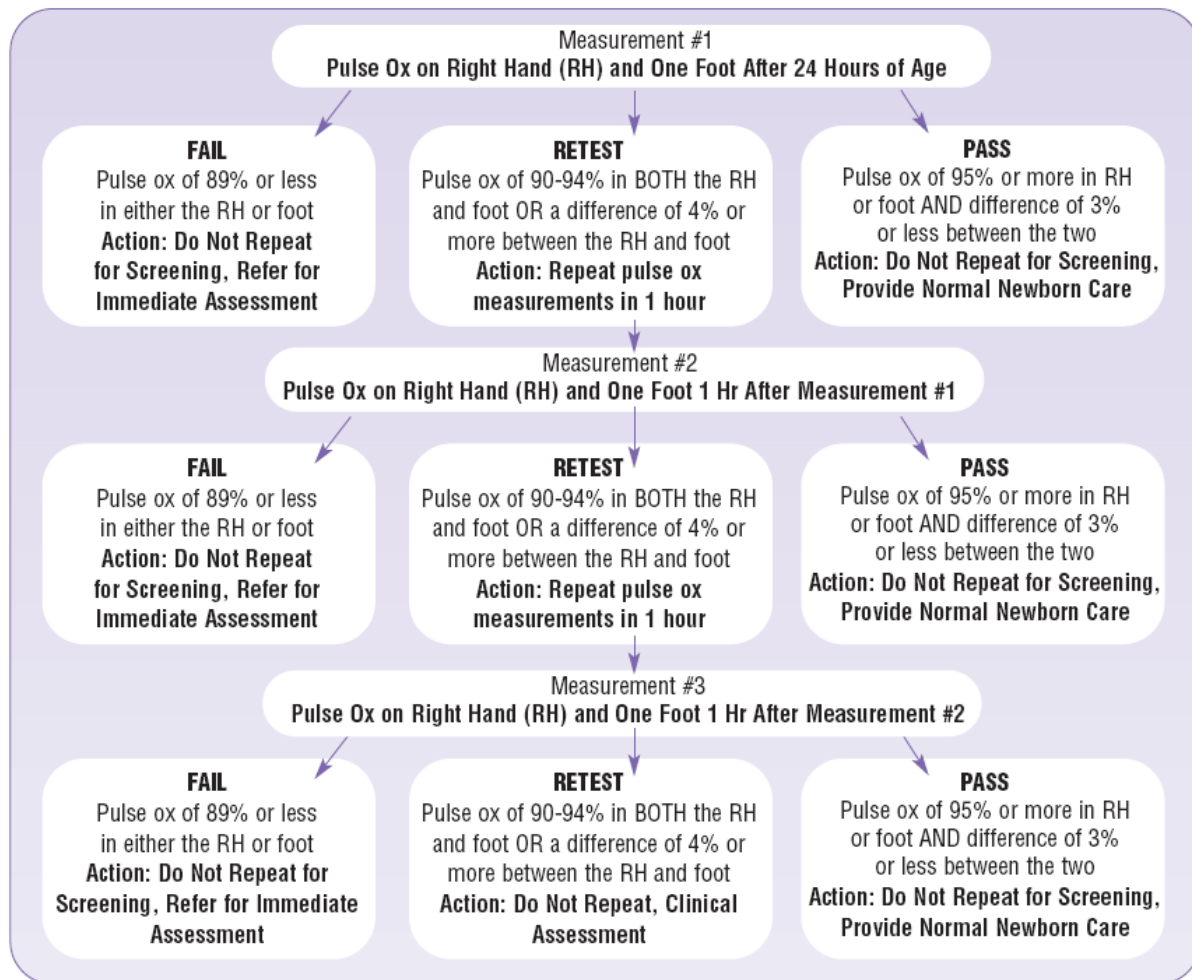 Measurement #1
Pulse Ox on Right Hand (RH) and One Foot After 24 Hours of Age
FAIL
Pulse ox of 89% or less
in either the RH or foot
Action: Do Not Repeat
for Screening, Refer for
Immediate Assessment
RETEST
Pulse ox of 90-94% in BOTH the RH
and foot OR a difference of 4% or
more between the RH and foot
Action: Repeat pulse ox
measurements in 1 hour
PASS
Pulse ox of 95% or more in RH
or foot AND difference of 3%
or less between the two
Action: Do Not Repeat for Screening,
Provide Normal Newborn Care
Measurement #2
Pulse Ox on Right Hand (RH) and One Foot 1 Hr After Measurement #1
FAIL
Pulse ox of 89% or less
in either the RH or foot
Action: Do Not Repeat
for Screening, Refer for
Immediate Assessment
RETEST
Pulse ox of 90-94% in BOTH the RH
and foot OR a difference of 4% or
more between the RH and foot
Action: Repeat pulse ox
measurements in 1 hour
PASS
Pulse ox of 95% or more in RH
or foot AND difference of 3%
or less between the two
Action: Do Not Repeat for Screening,
Provide Normal Newborn Care
Measurement #3
Pulse Ox on Right Hand (RH) and One Foot 1 Hr After Measurement #2
FAIL
Pulse ox of 89% or less
in either the RH or foot
Action: Do Not Repeat for
Screening, Refer for Immediate
Assessment
RETEST
Pulse ox of 90-94% in BOTH the RH
and foot OR a difference of 4% or
more between the RH and foot
Action: Do Not Repeat, Clinical
Assessment
PASS
Pulse ox of 95% or more in RH
or foot AND difference of 3%
or less between the two
Action: Do Not Repeat for Screening,
Provide Normal Newborn Care